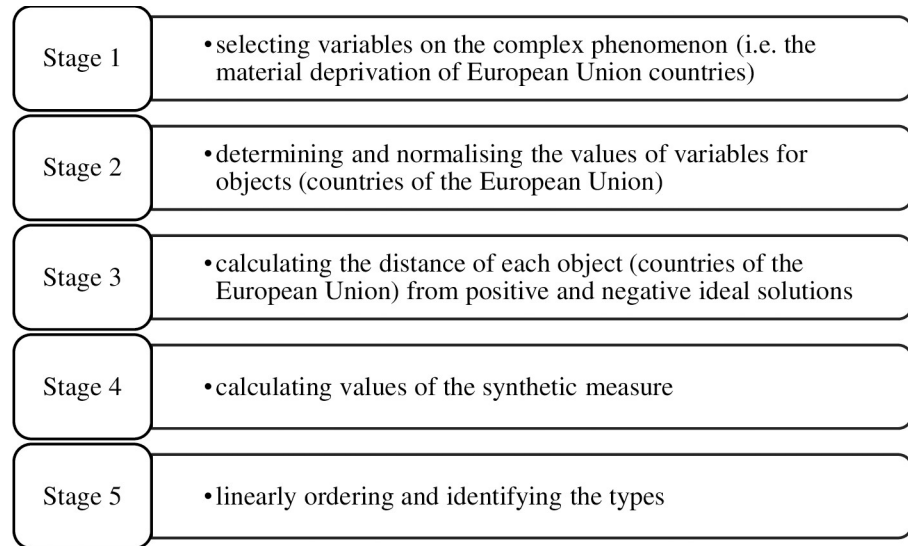 Stage 1
•selecting variables on the complex phenomenon (i.e. the
material deprivation of European Union countries)
Stage 2
•determining and normalising the values of variables for
objects (countries of the European Union)
Stage 3
•calculating the distance of each object (countries of the
European Union) from positive and negative ideal solutions
Stage 4
•calculating values of the synthetic measure
Stage 5
•linearly ordering and identifying the types